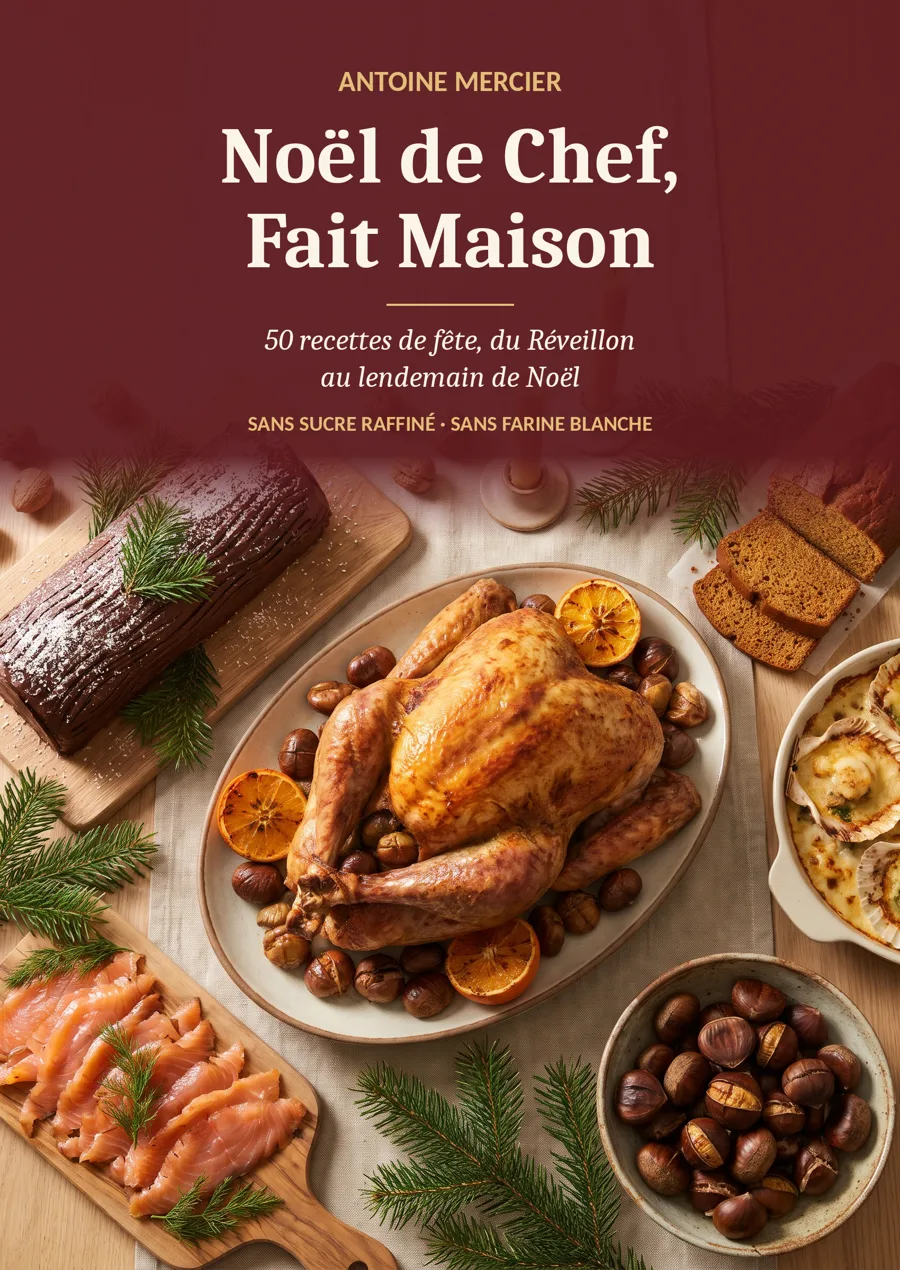 ANTOINE MERCIER
Noël de Chef,
Fait Maison
50 recettes de fête, du Réveillon
au lendemain de Noël
SANS SUCRE RAFFINÉ · SANS FARINE BLANCHE